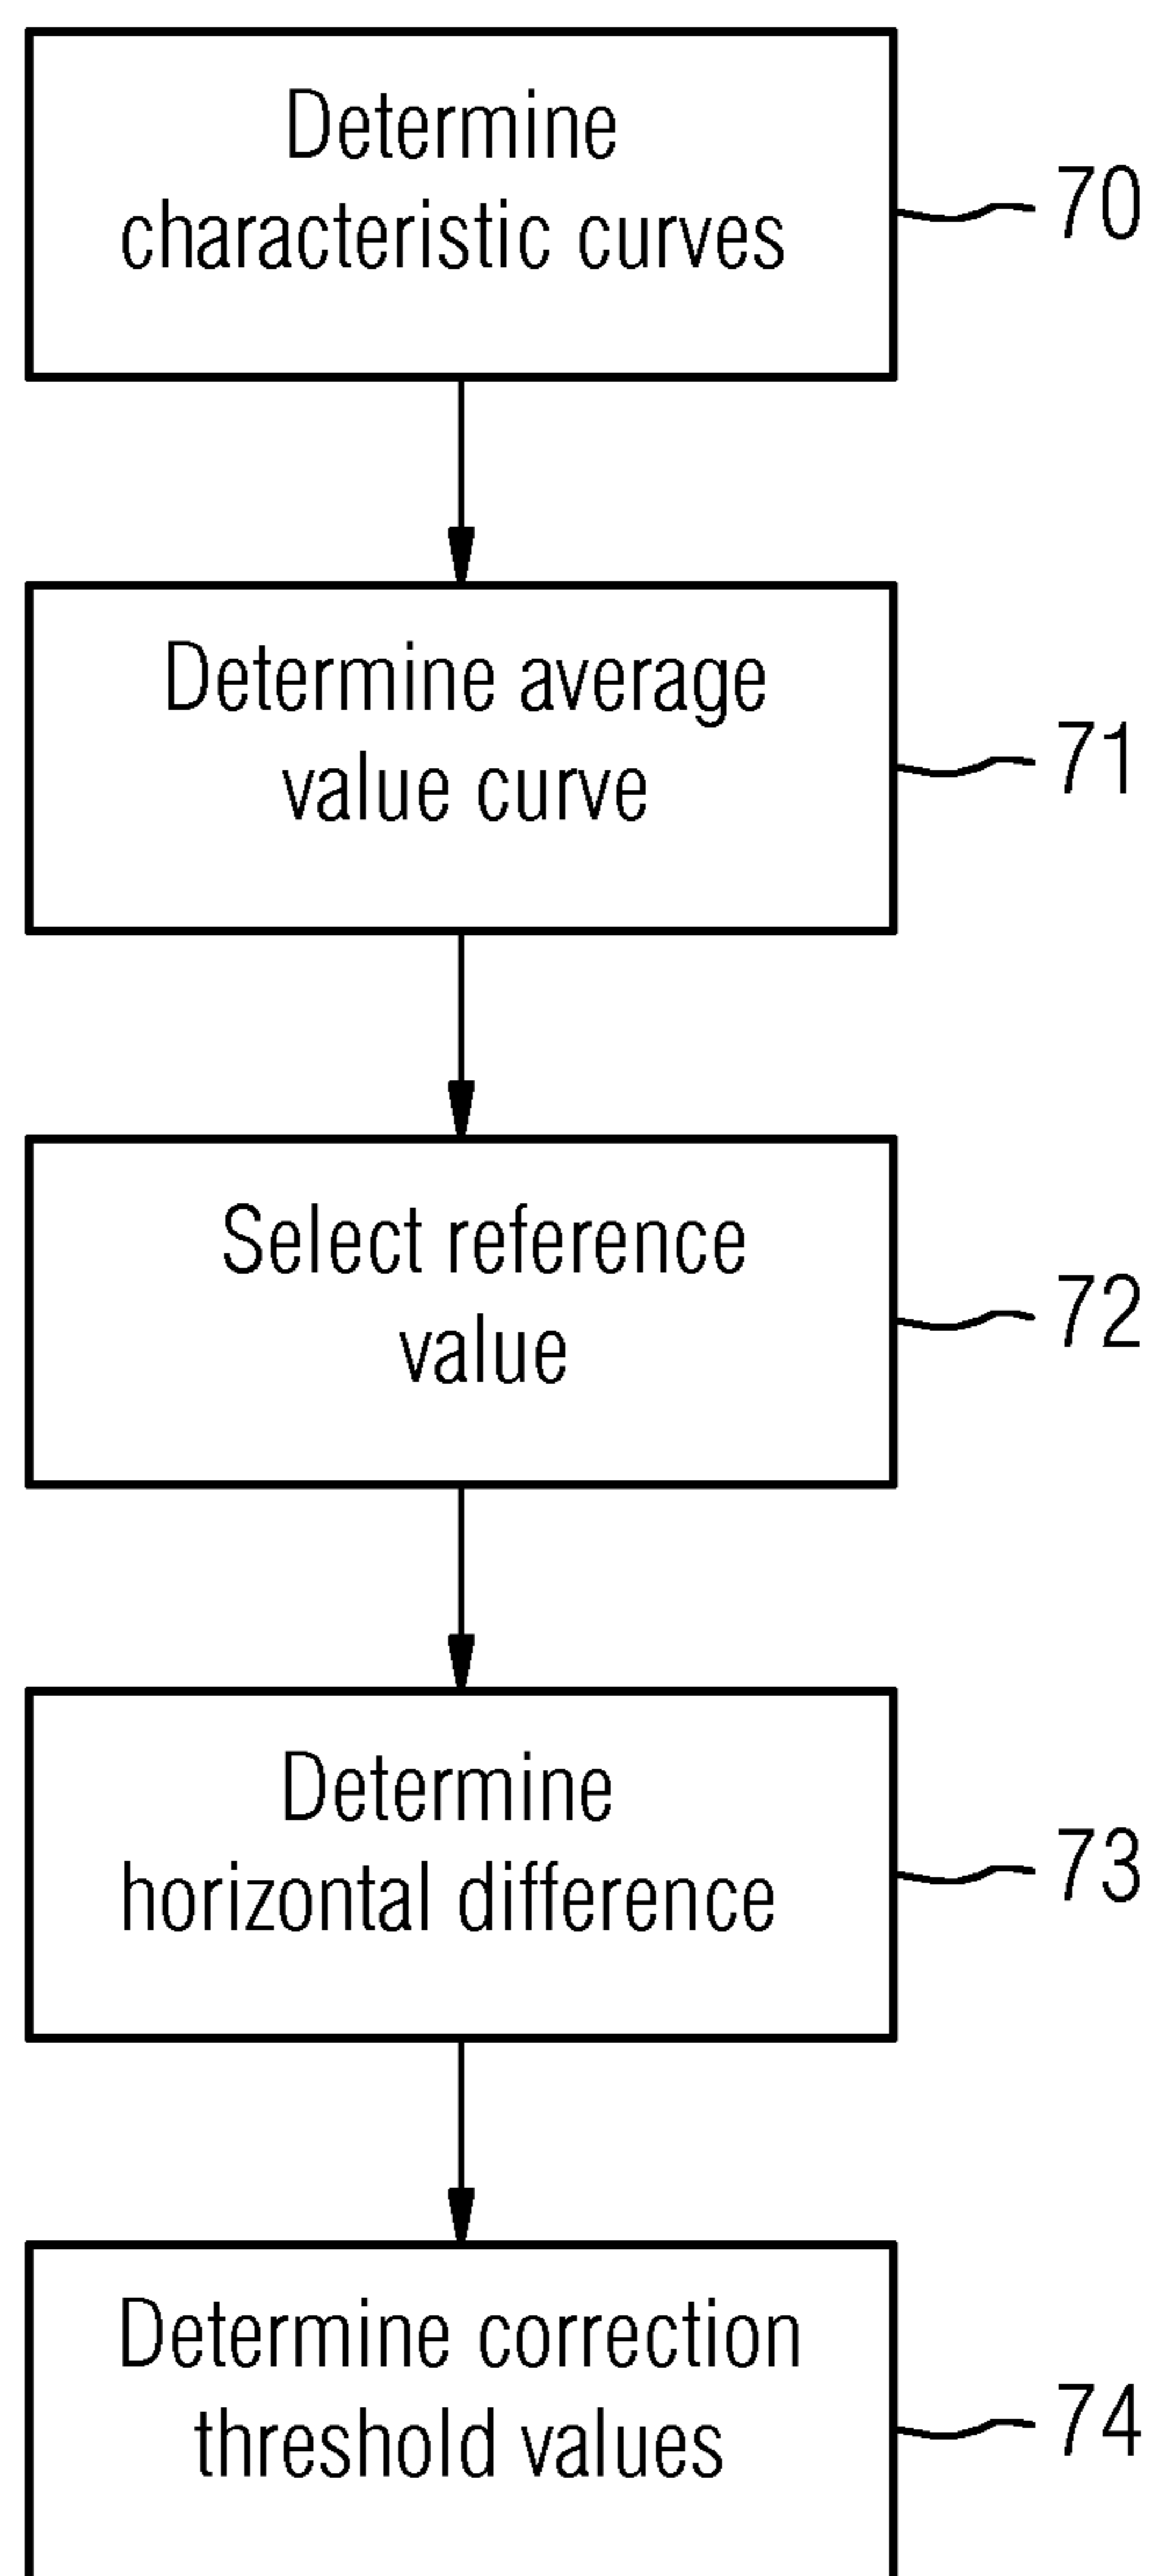 Determine
characteristic curves
70
Determine average
value curve
71
Select reference
value
72
Determine
horizontal difference
73
Determine correction
threshold values
74